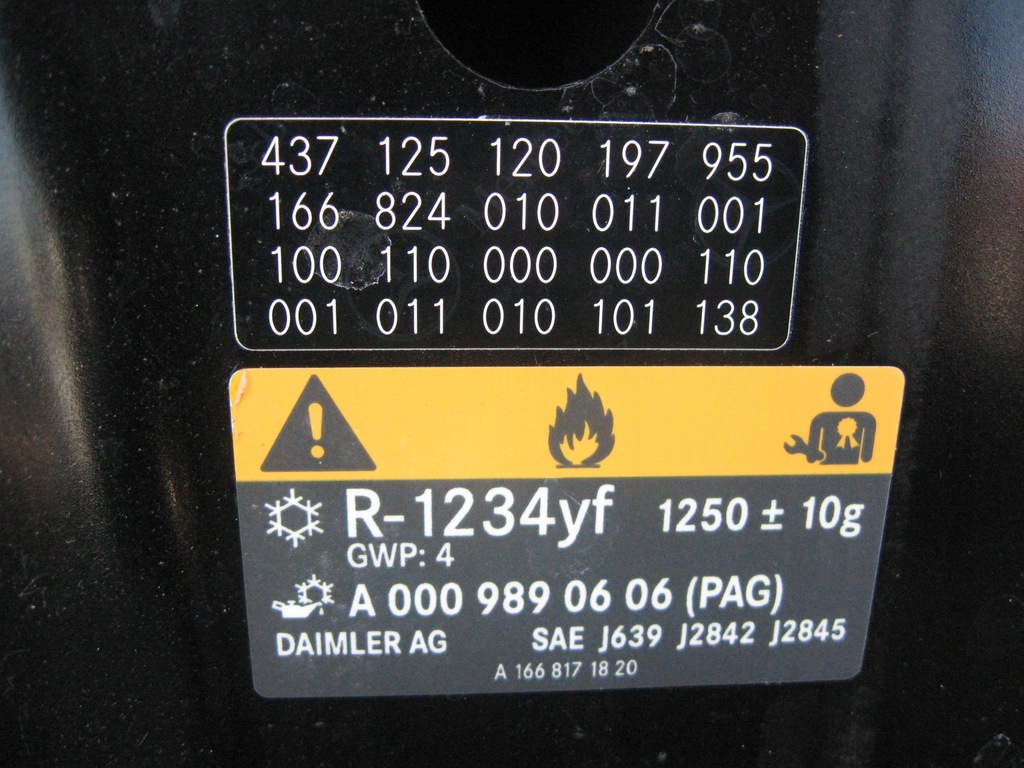 437 125 120 197 955
166 824 010 011 001
100 110 000 000 110
001 011 010 101 138
R-1234yf 1250 ± 10g
GWP: 4
A 000 989 06 06 (PAG)
DAIMLER AG SAE J639 J2842 J2845
A 166 817 18 20